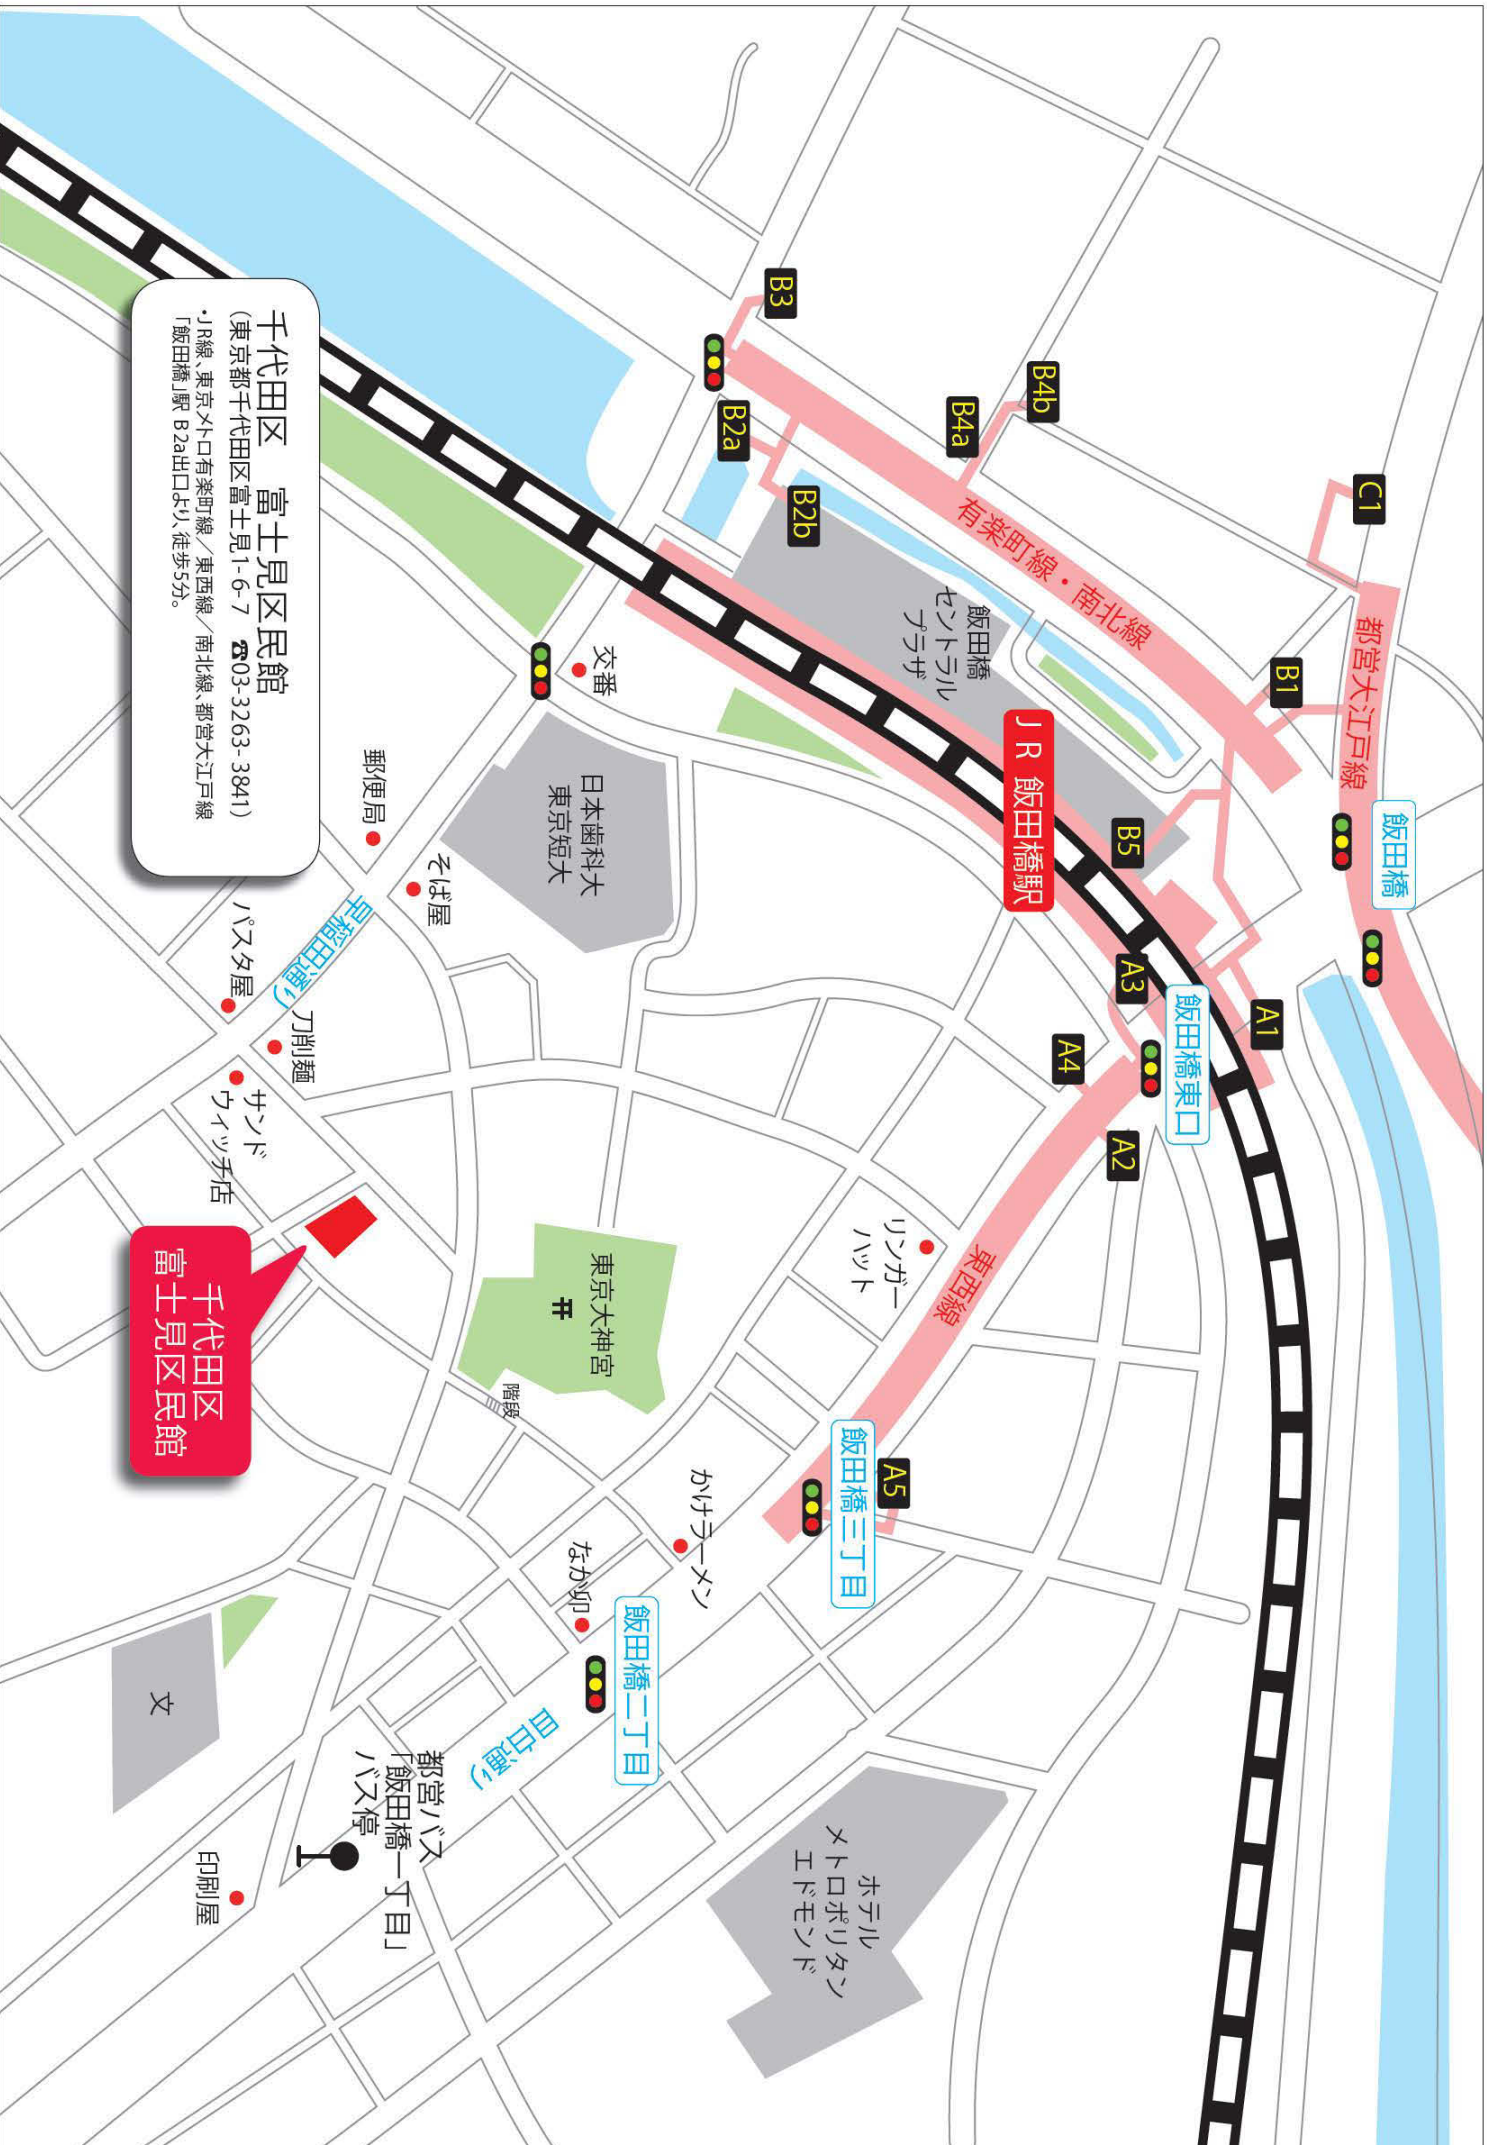 C1
都営大江戸線
飯田橋
B4b
B4a
B1
有楽町線・南北線
B3
B2a
B2b
B5
飯田橋
セントラル
プラザ
JR 飯田橋駅
A1
A3
飯田橋東口
A4
A2
交番
日本歯科大
東京短大
リンガー
ハット
東西線
飯田橋三丁目
A5
郵便局
そば屋
早稲田通り
パスタ屋
刀削麺
サンド
ウィッチ店
東京大神宮
階段
かけラーメン
なか卯
飯田橋二丁目
目白通り
ホテル
メトロポリタン
エドモンド
都営バス
「飯田橋一丁目」
バス停
文
印刷屋
千代田区
富士見区民館
千代田区 富士見区民館
(東京都千代田区富士見1-6-7 ☎03-3263-3841)
・JR線、東京メトロ有楽町線／東西線／南北線、都営大江戸線
「飯田橋」駅 B2a出口より、徒歩5分。